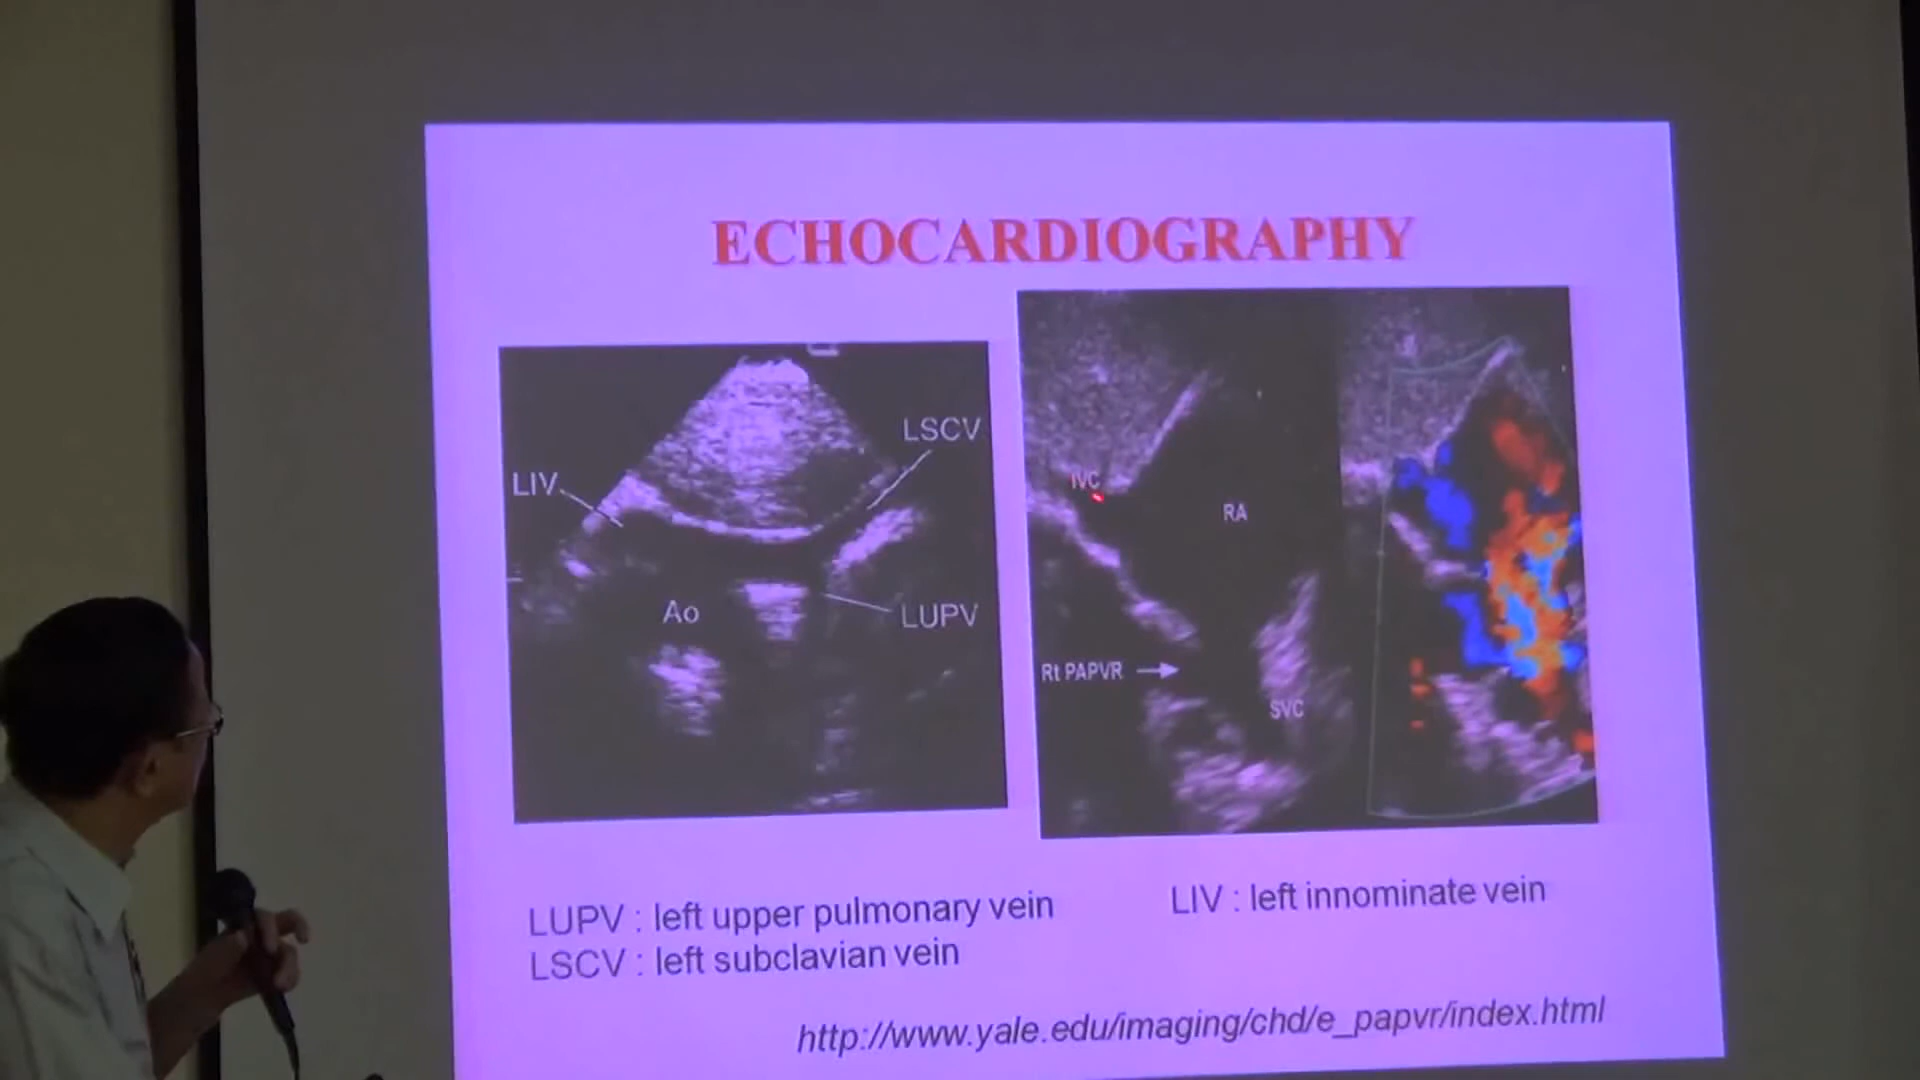 ECHOCARDIOGRAPHY
LSCV
LIV
Ao
LUPV
IVC
RA
Rt PAPVR
SVC
LUPV : left upper pulmonary vein
LIV : left innominate vein
LSCV : left subclavian vein
http://www.yale.edu/imaging/chd/e_papvr/index.html